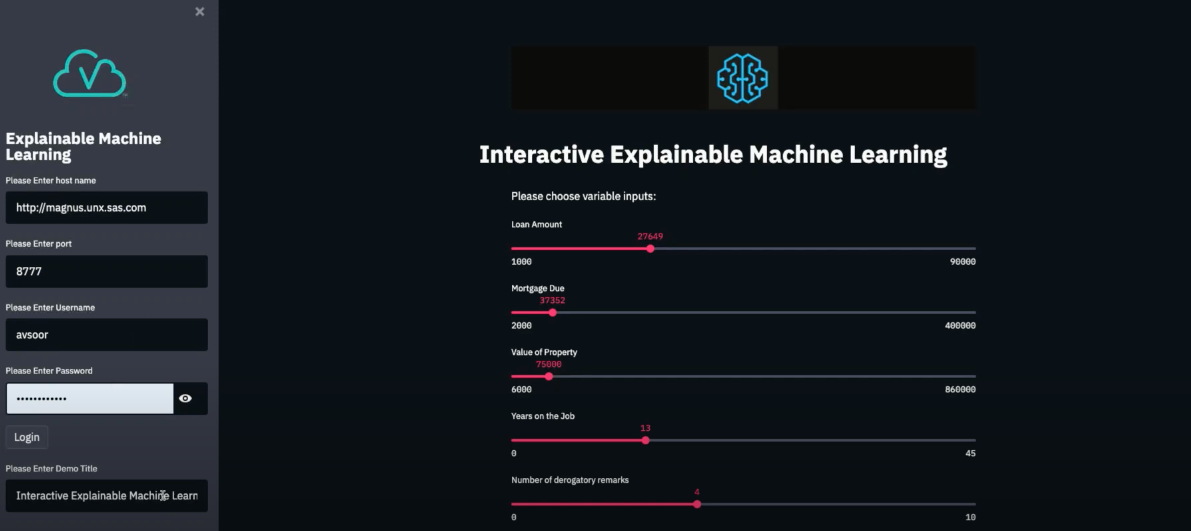 ×
Explainable Machine
Learning
Please Enter host name
http://magnus.unx.sas.com
Please Enter port
8777
Please Enter Username
avsoor
Please Enter Password
••••••••••••
Login
Please Enter Demo Title
Interactive Explainable Machine Learn
Interactive Explainable Machine Learning
Please choose variable inputs:
Loan Amount
27649
1000 90000
Mortgage Due
37352
2000 400000
Value of Property
75000
6000 860000
Years on the Job
13
0 45
Number of derogatory remarks
4
0 10